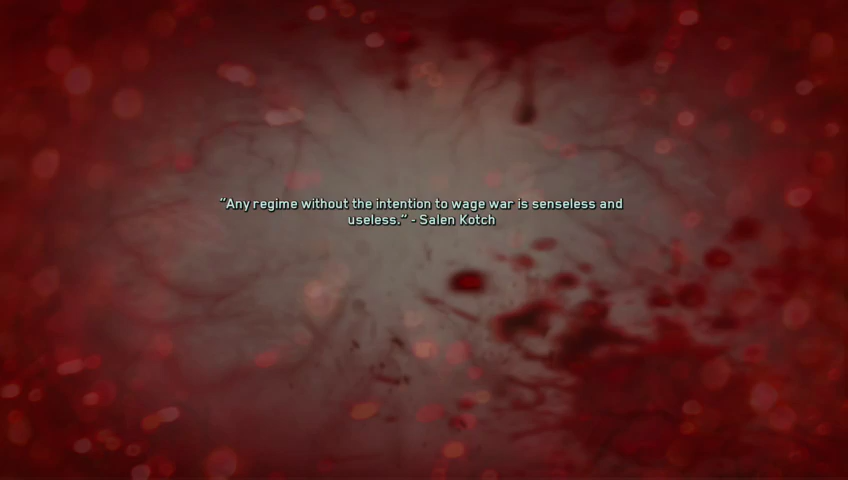 “Any regime without the intention to wage war is senseless and
useless.” - Salen Kotch